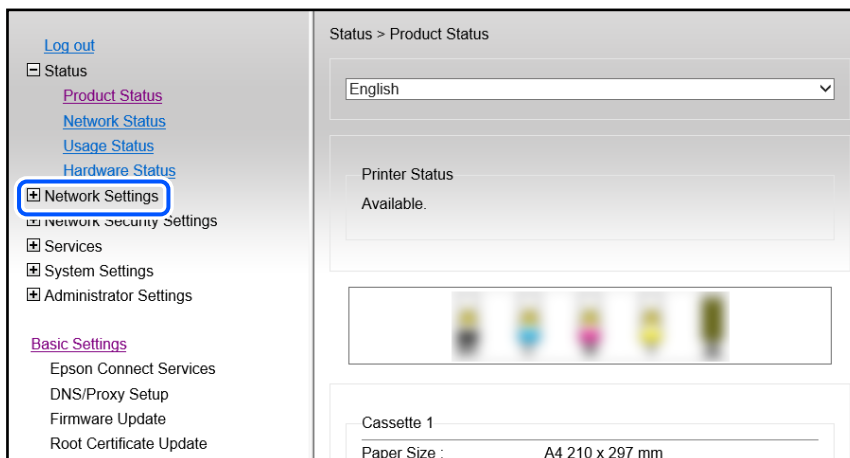 Log out
Status
Product Status
Network Status
Usage Status
Hardware Status
Network Settings
Network Security Settings
Services
System Settings
Administrator Settings
Basic Settings
Epson Connect Services
DNS/Proxy Setup
Firmware Update
Root Certificate Update
Status > Product Status
English
Printer Status
Available.
Cassette 1
Paper Size : A4 210 x 297 mm